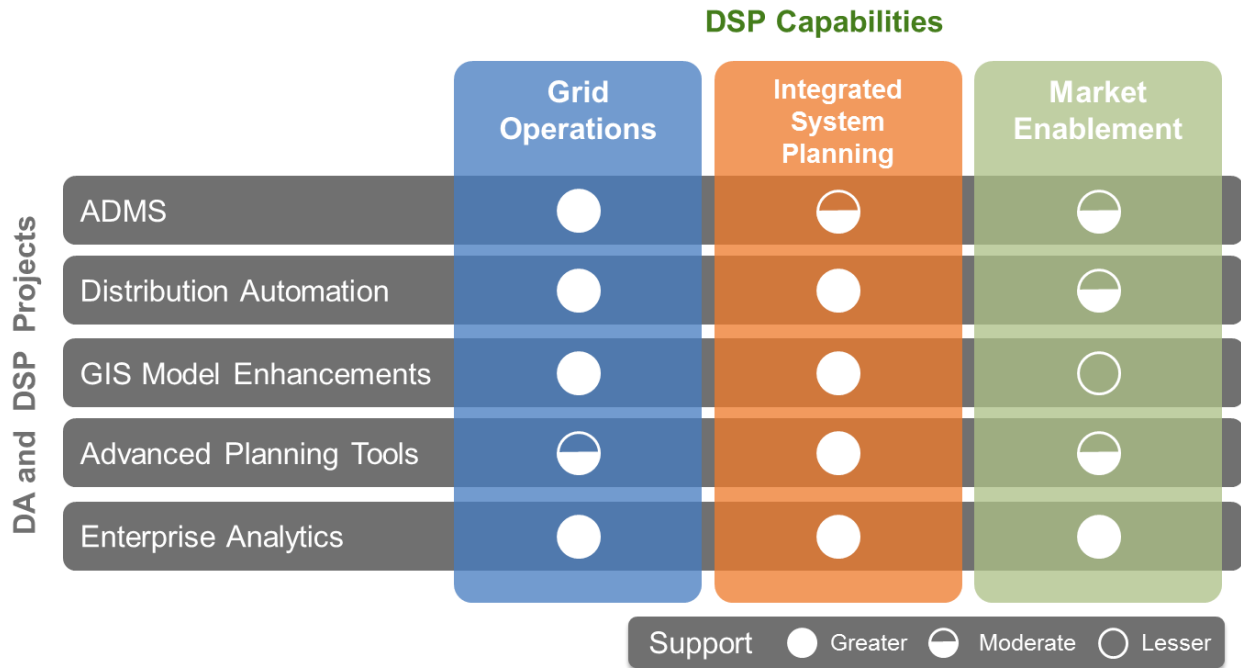 DSP Capabilities
Grid
Operations
Integrated
System
Planning
Market
Enablement
DA and DSP Projects
ADMS
Distribution Automation
GIS Model Enhancements
Advanced Planning Tools
Enterprise Analytics
Support Greater Moderate Lesser